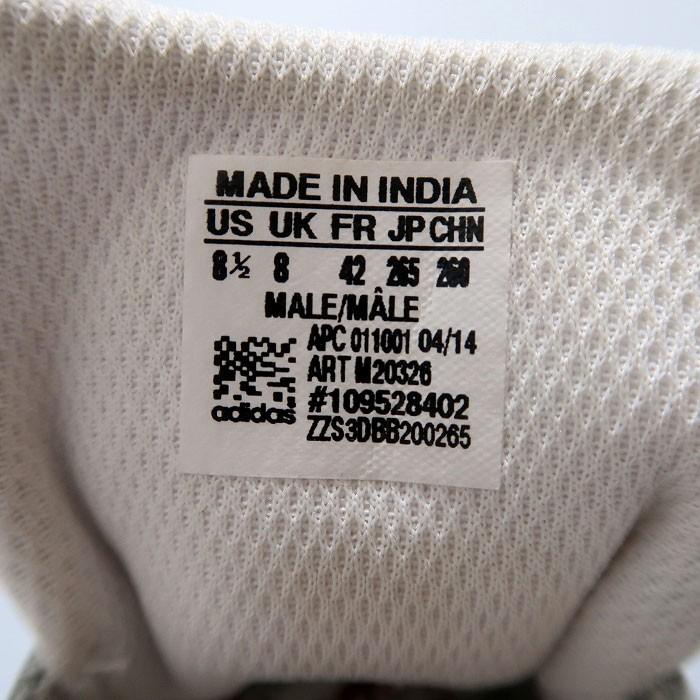 MADE IN INDIA
US UK FR JP CHN
8½ 8 42 265 260
MALE/MÂLE
APC 011001 04/14
ART M20326
adidas #109528402
ZZS3DBB200265